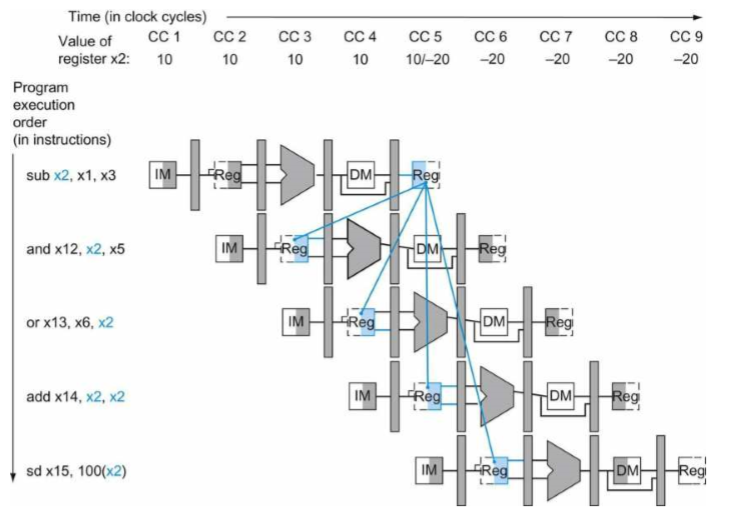 Time (in clock cycles)
CC 1 CC 2 CC 3 CC 4 CC 5 CC 6 CC 7 CC 8 CC 9
Value of
register x2: 10 10 10 10 10/–20 –20 –20 –20 –20
Program
execution
order
(in instructions)
sub x2, x1, x3 IM Reg DM Reg
and x12, x2, x5 IM Reg DM Reg
or x13, x6, x2 IM Reg DM Reg
add x14, x2, x2 IM Reg DM Reg
sd x15, 100(x2) IM Reg DM Reg